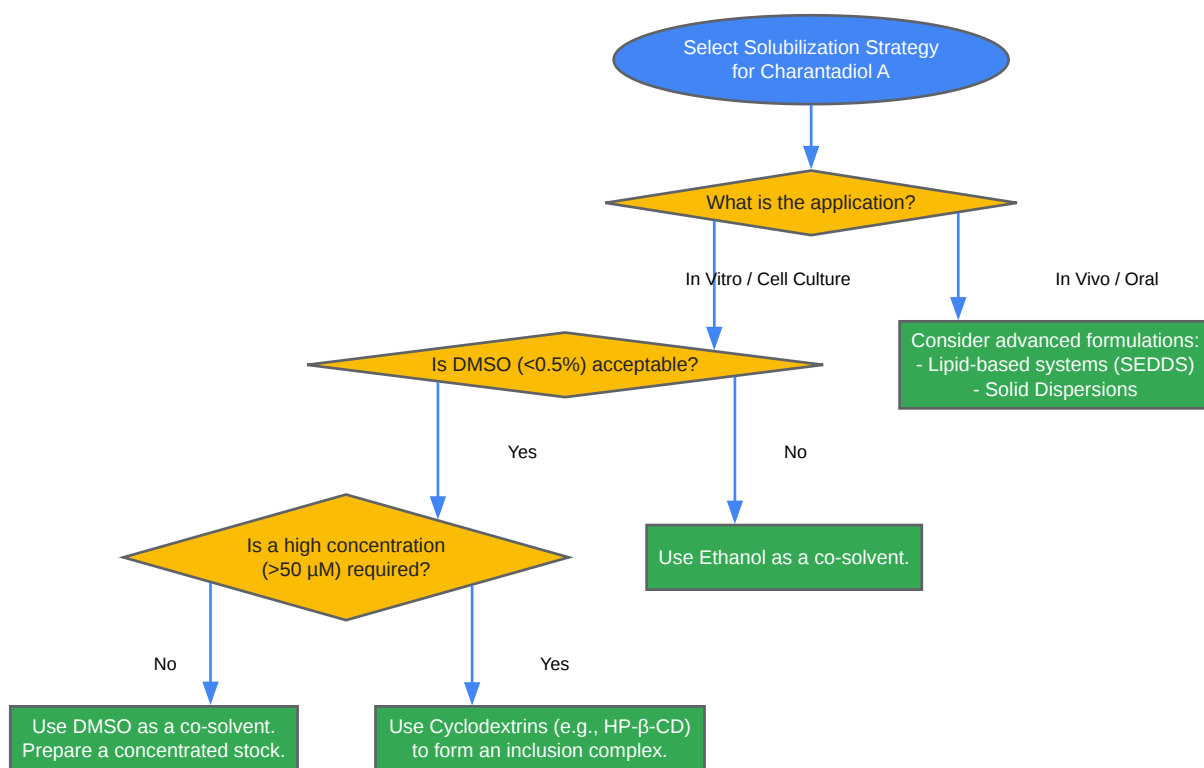 Select Solubilization Strategy
for Charantadiol A
What is the application?
In Vitro / Cell Culture
In Vivo / Oral
Is DMSO (<0.5%) acceptable?
Consider advanced formulations:
- Lipid-based systems (SEDDS)
- Solid Dispersions
Yes
No
Is a high concentration
(>50 µM) required?
Use Ethanol as a co-solvent.
No
Yes
Use DMSO as a co-solvent.
Prepare a concentrated stock.
Use Cyclodextrins (e.g., HP-β-CD)
to form an inclusion complex.